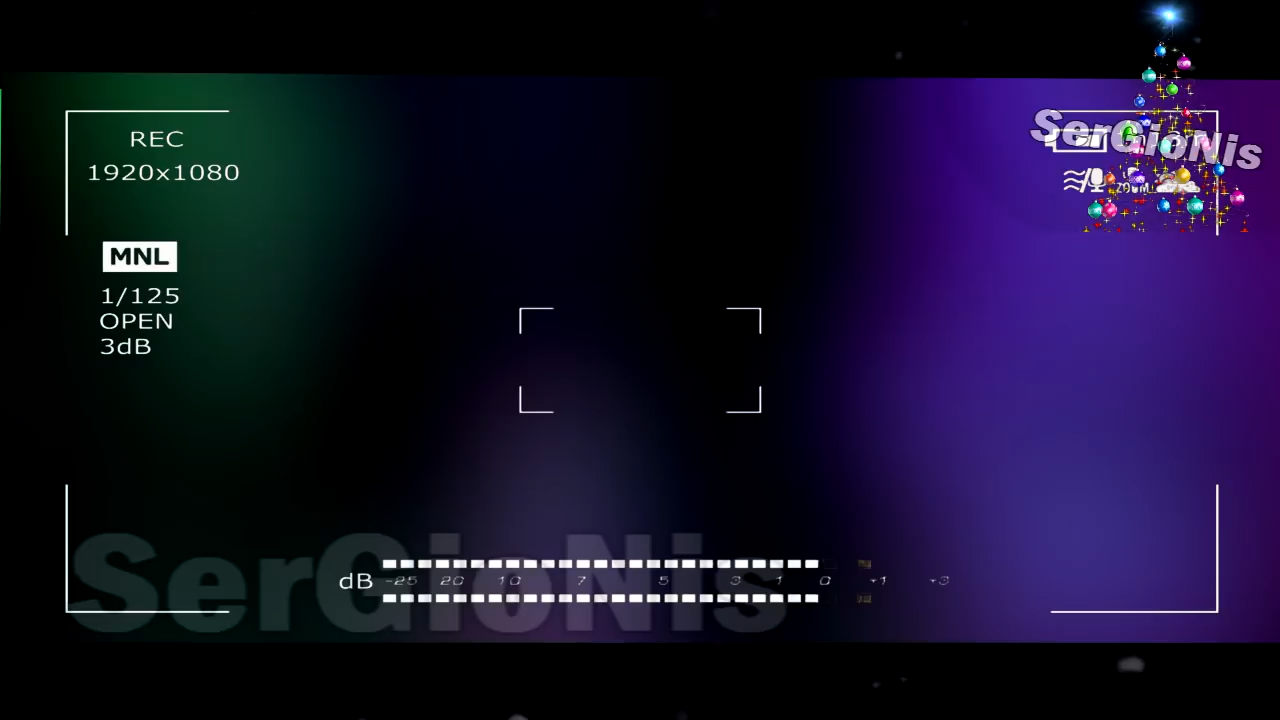 REC
1920x1080
SerGioNis
MNL
1/125
OPEN
3dB
SerGioNis
dB -25 20 10 7 5 3 1 0 +1 +3